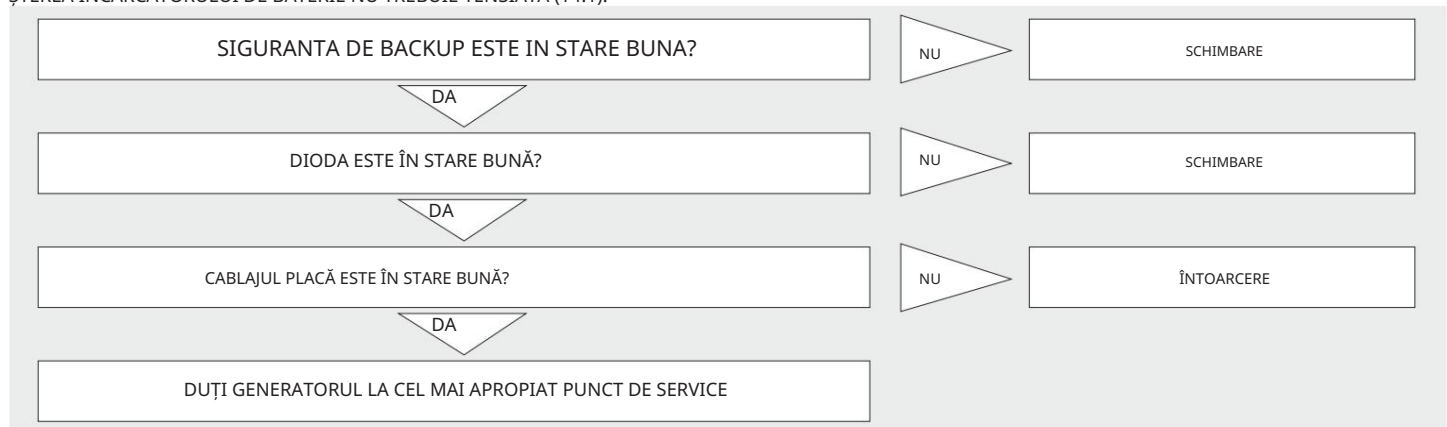 SIGURANTA DE BACKUP ESTE IN STARE BUNA?
NU
SCHIMBARE
DA
DIODA ESTE ÎN STARE BUNĂ?
NU
SCHIMBARE
DA
CABLAJUL PLACĂ ESTE ÎN STARE BUNĂ?
NU
ÎNTOARCERE
DA
DUȚI GENERATORUL LA CEL MAI APROPIAT PUNCT DE SERVICE